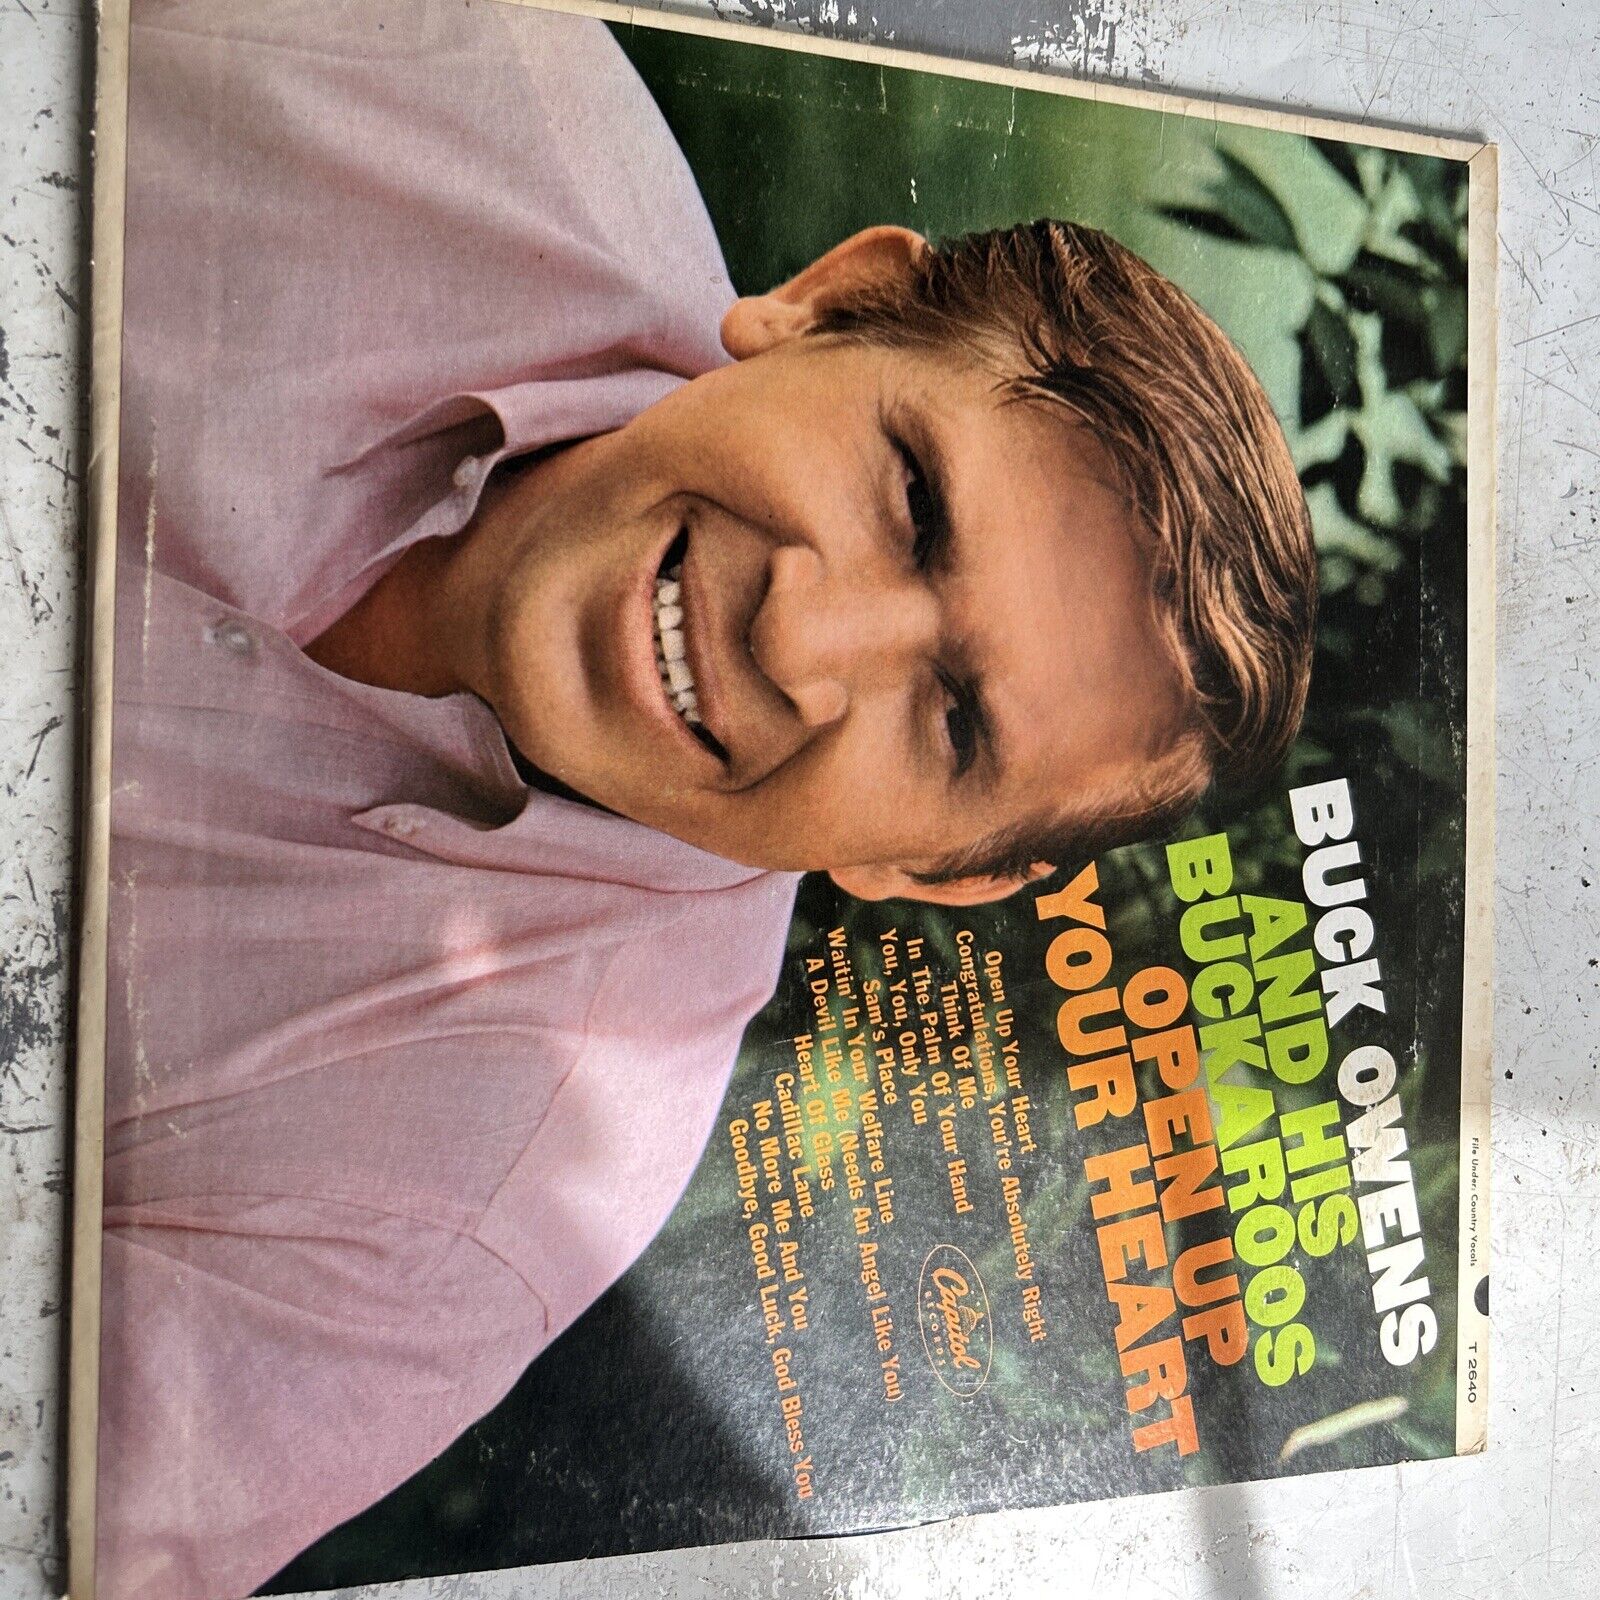 File Under: Country Vocals
T 2640
BUCK OWENS
AND HIS
BUCKAROOS
OPEN UP
YOUR HEART
Open Up Your Heart
Congratulations, You're Absolutely Right
Think Of Me
In The Palm Of Your Hand
You, You, Only You
Sam's Place
Waitin' In Your Welfare Line
A Devil Like Me (Needs An Angel Like You)
Heart Of Glass
Cadillac Lane
No More Me And You
Goodbye, Good Luck, God Bless You
Capitol
RECORDS